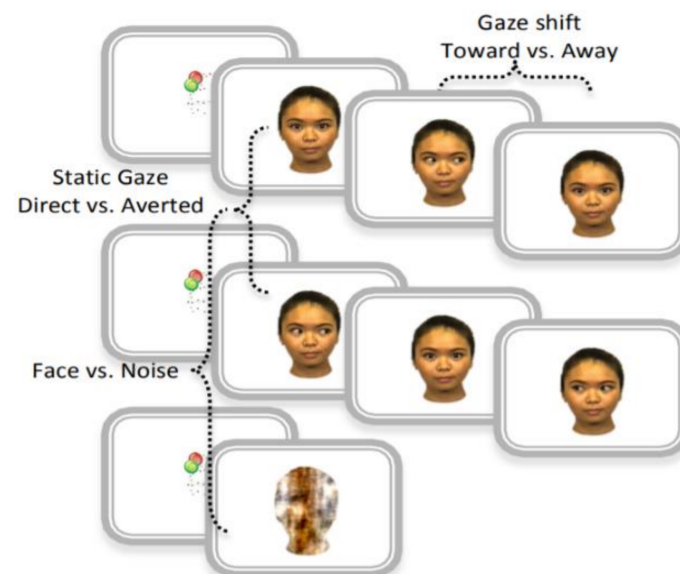 Gaze shift
Toward vs. Away
Static Gaze
Direct vs. Averted
Face vs. Noise